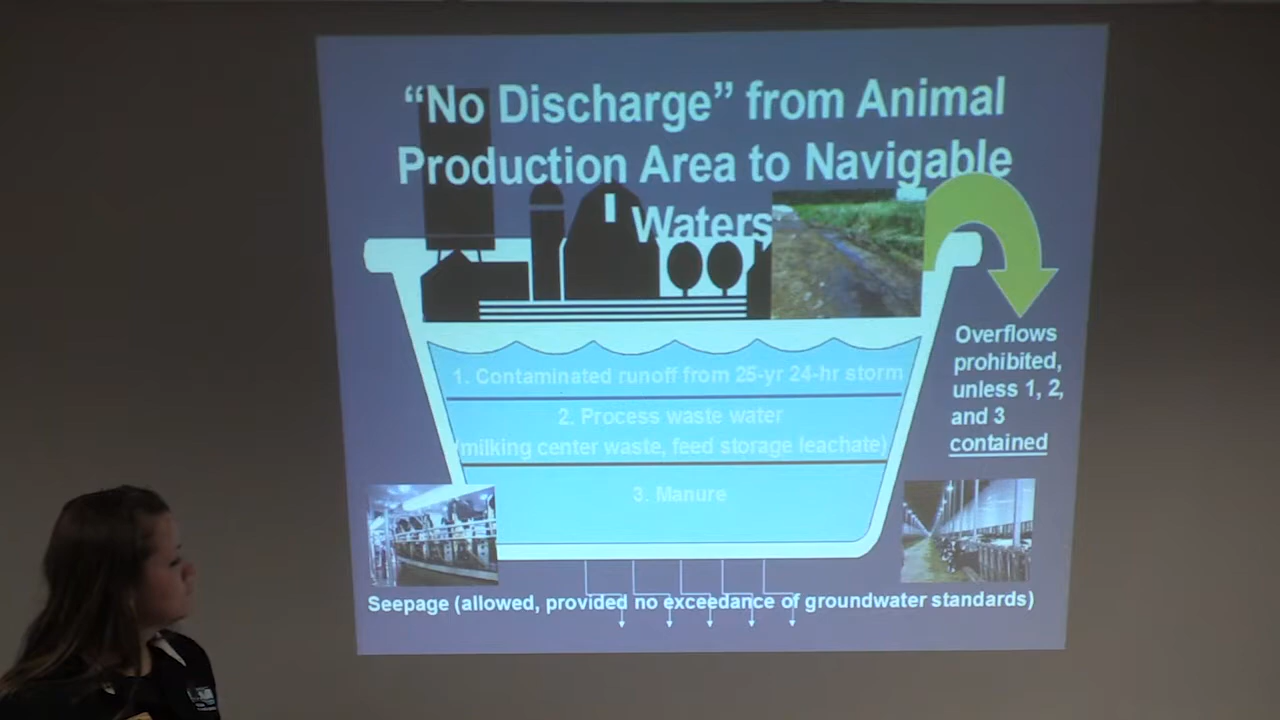 “No Discharge” from Animal
Production Area to Navigable
Waters
1. Contaminated runoff from 25-yr 24-hr storm
2. Process waste water
(milking center waste, feed storage leachate)
3. Manure
Overflows
prohibited,
unless 1, 2,
and 3
contained
Seepage (allowed, provided no exceedance of groundwater standards)